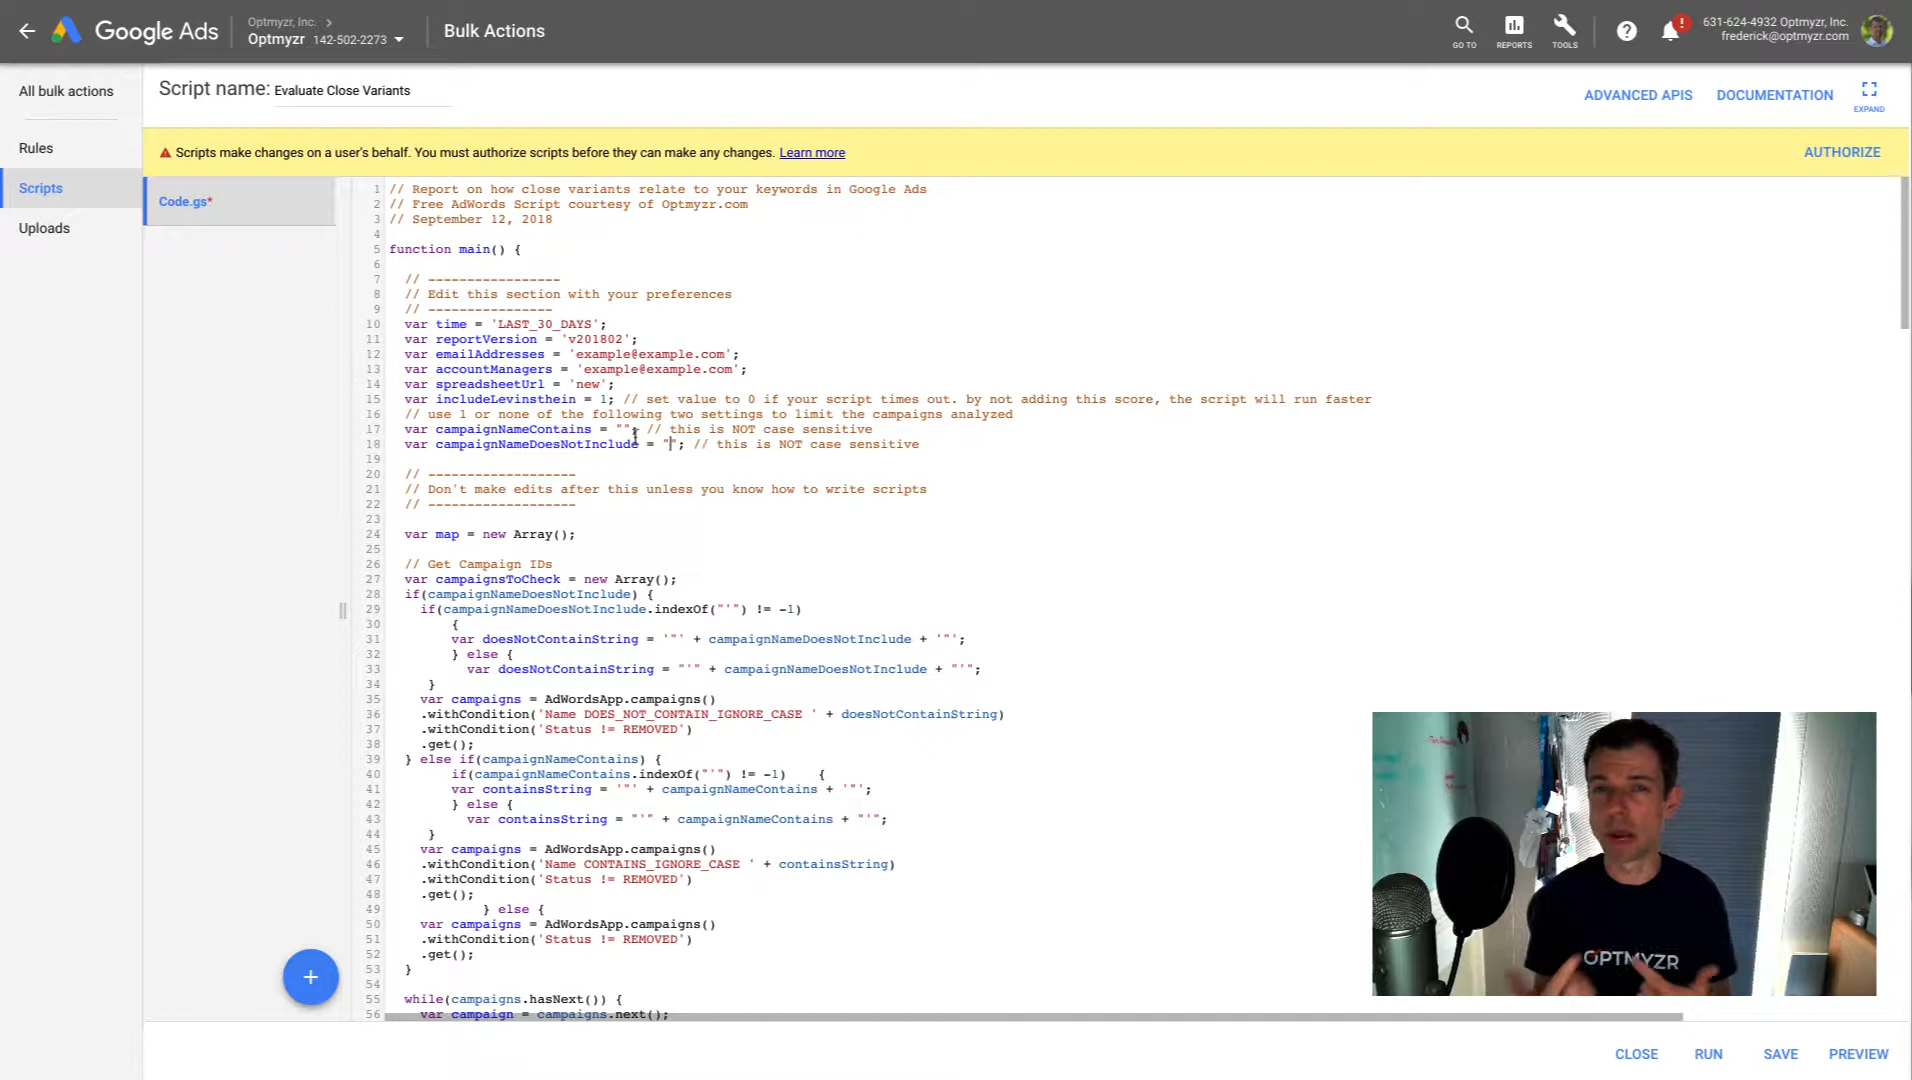 Google Ads
Optmyzr, Inc. >
Optmyzr 142-502-2273
Bulk Actions
GO TO
REPORTS
TOOLS
?
!
631-624-4932 Optmyzr, Inc.
frederick@optmyzr.com
All bulk actions
Rules
Scripts
Uploads
Script name: Evaluate Close Variants
ADVANCED APIS
DOCUMENTATION
EXPAND
Scripts make changes on a user's behalf. You must authorize scripts before they can make any changes. Learn more
AUTHORIZE
Code.gs*
1 // Report on how close variants relate to your keywords in Google Ads
2 // Free AdWords Script courtesy of Optmyzr.com
3 // September 12, 2018
4
5 function main() {
6
7 // -----------------
8 // Edit this section with your preferences
9 // ----------------
10 var time = 'LAST_30_DAYS';
11 var reportVersion = 'v201802';
12 var emailAddresses = 'example@example.com';
13 var accountManagers = 'example@example.com';
14 var spreadsheetUrl = 'new';
15 var includeLevinsthein = 1; // set value to 0 if your script times out. by not adding this score, the script will run faster
16 // use 1 or none of the following two settings to limit the campaigns analyzed
17 var campaignNameContains = ""; // this is NOT case sensitive
18 var campaignNameDoesNotInclude = ""; // this is NOT case sensitive
19
20 // -------------------
21 // Don't make edits after this unless you know how to write scripts
22 // -------------------
23
24 var map = new Array();
25
26 // Get Campaign IDs
27 var campaignsToCheck = new Array();
28 if(campaignNameDoesNotInclude) {
29 if(campaignNameDoesNotInclude.indexOf("'") != -1)
30 {
31 var doesNotContainString = '"' + campaignNameDoesNotInclude + '"';
32 } else {
33 var doesNotContainString = "'" + campaignNameDoesNotInclude + "'";
34 }
35 var campaigns = AdWordsApp.campaigns()
36 .withCondition('Name DOES_NOT_CONTAIN_IGNORE_CASE ' + doesNotContainString)
37 .withCondition('Status != REMOVED')
38 .get();
39 } else if(campaignNameContains) {
40 if(campaignNameContains.indexOf("'") != -1) {
41 var containsString = '"' + campaignNameContains + '"';
42 } else {
43 var containsString = "'" + campaignNameContains + "'";
44 }
45 var campaigns = AdWordsApp.campaigns()
46 .withCondition('Name CONTAINS_IGNORE_CASE ' + containsString)
47 .withCondition('Status != REMOVED')
48 .get();
49 } else {
50 var campaigns = AdWordsApp.campaigns()
51 .withCondition('Status != REMOVED')
52 .get();
53 }
54
55 while(campaigns.hasNext()) {
56 var campaign = campaigns.next();
OPTMYZR
+
CLOSE
RUN
SAVE
PREVIEW